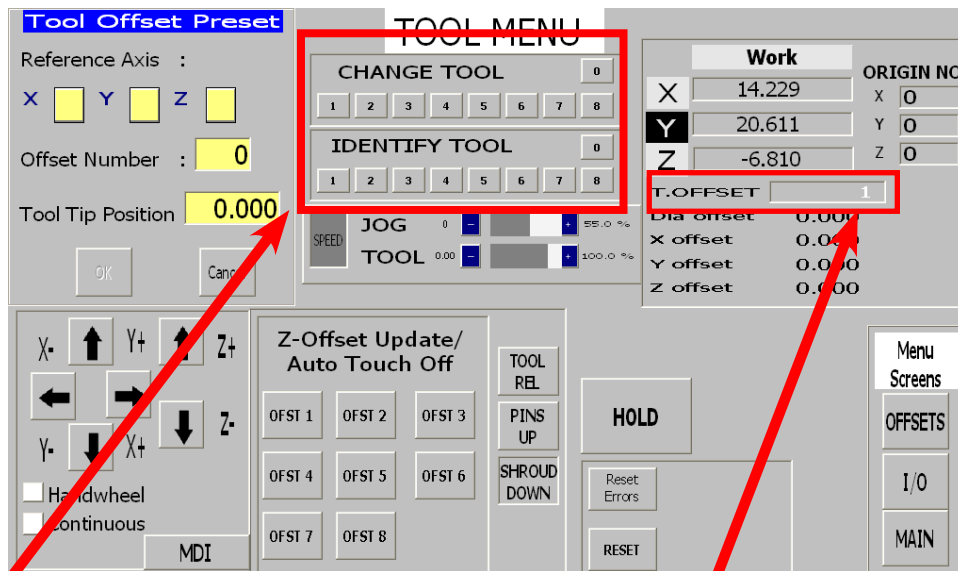 Tool Offset Preset
Reference Axis :
X Y Z
Offset Number : 0
Tool Tip Position 0.000
OK Cancel
TOOL MENU
CHANGE TOOL 0
1 2 3 4 5 6 7 8
IDENTIFY TOOL 0
1 2 3 4 5 6 7 8
SPEED
JOG 0 - + 55.0 %
TOOL 0.00 - + 100.0 %
Work
X 14.229
Y 20.611
Z -6.810
ORIGIN NO
X 0
Y 0
Z 0
T.OFFSET 1
Dia offset 0.000
X offset 0.000
Y offset 0.000
Z offset 0.000
X- Y+ Z+
Y- X+ Z-
Handwheel
Continuous
MDI
Z-Offset Update/
Auto Touch Off
OFST 1 OFST 2 OFST 3
OFST 4 OFST 5 OFST 6
OFST 7 OFST 8
TOOL
REL
PINS
UP
SHROUD
DOWN
HOLD
Reset
Errors
RESET
Menu
Screens
OFFSETS
I/O
MAIN